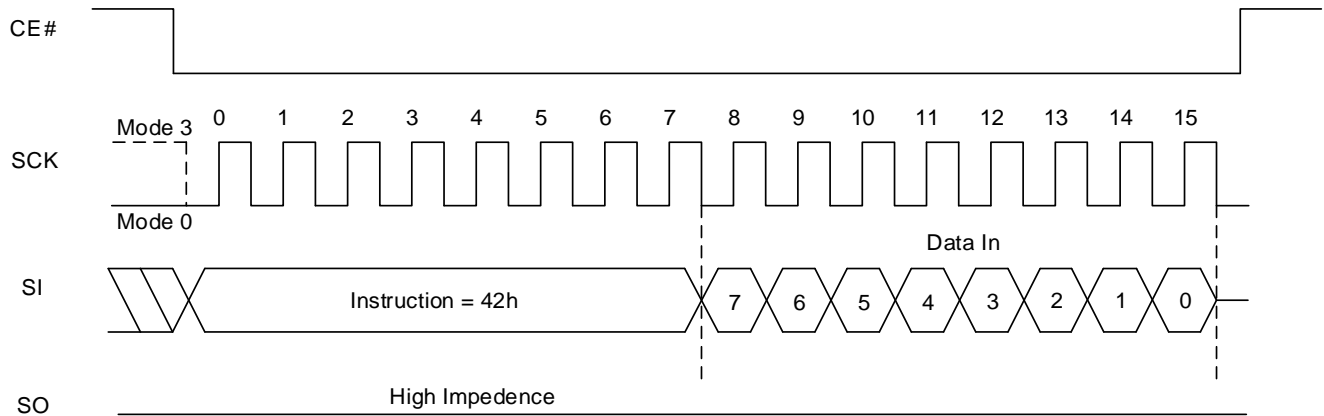 CE#
0 1 2 3 4 5 6 7 8 9 10 11 12 13 14 15
Mode 3
SCK
Mode 0
Data In
SI
Instruction = 42h 7 6 5 4 3 2 1 0
High Impedence
SO